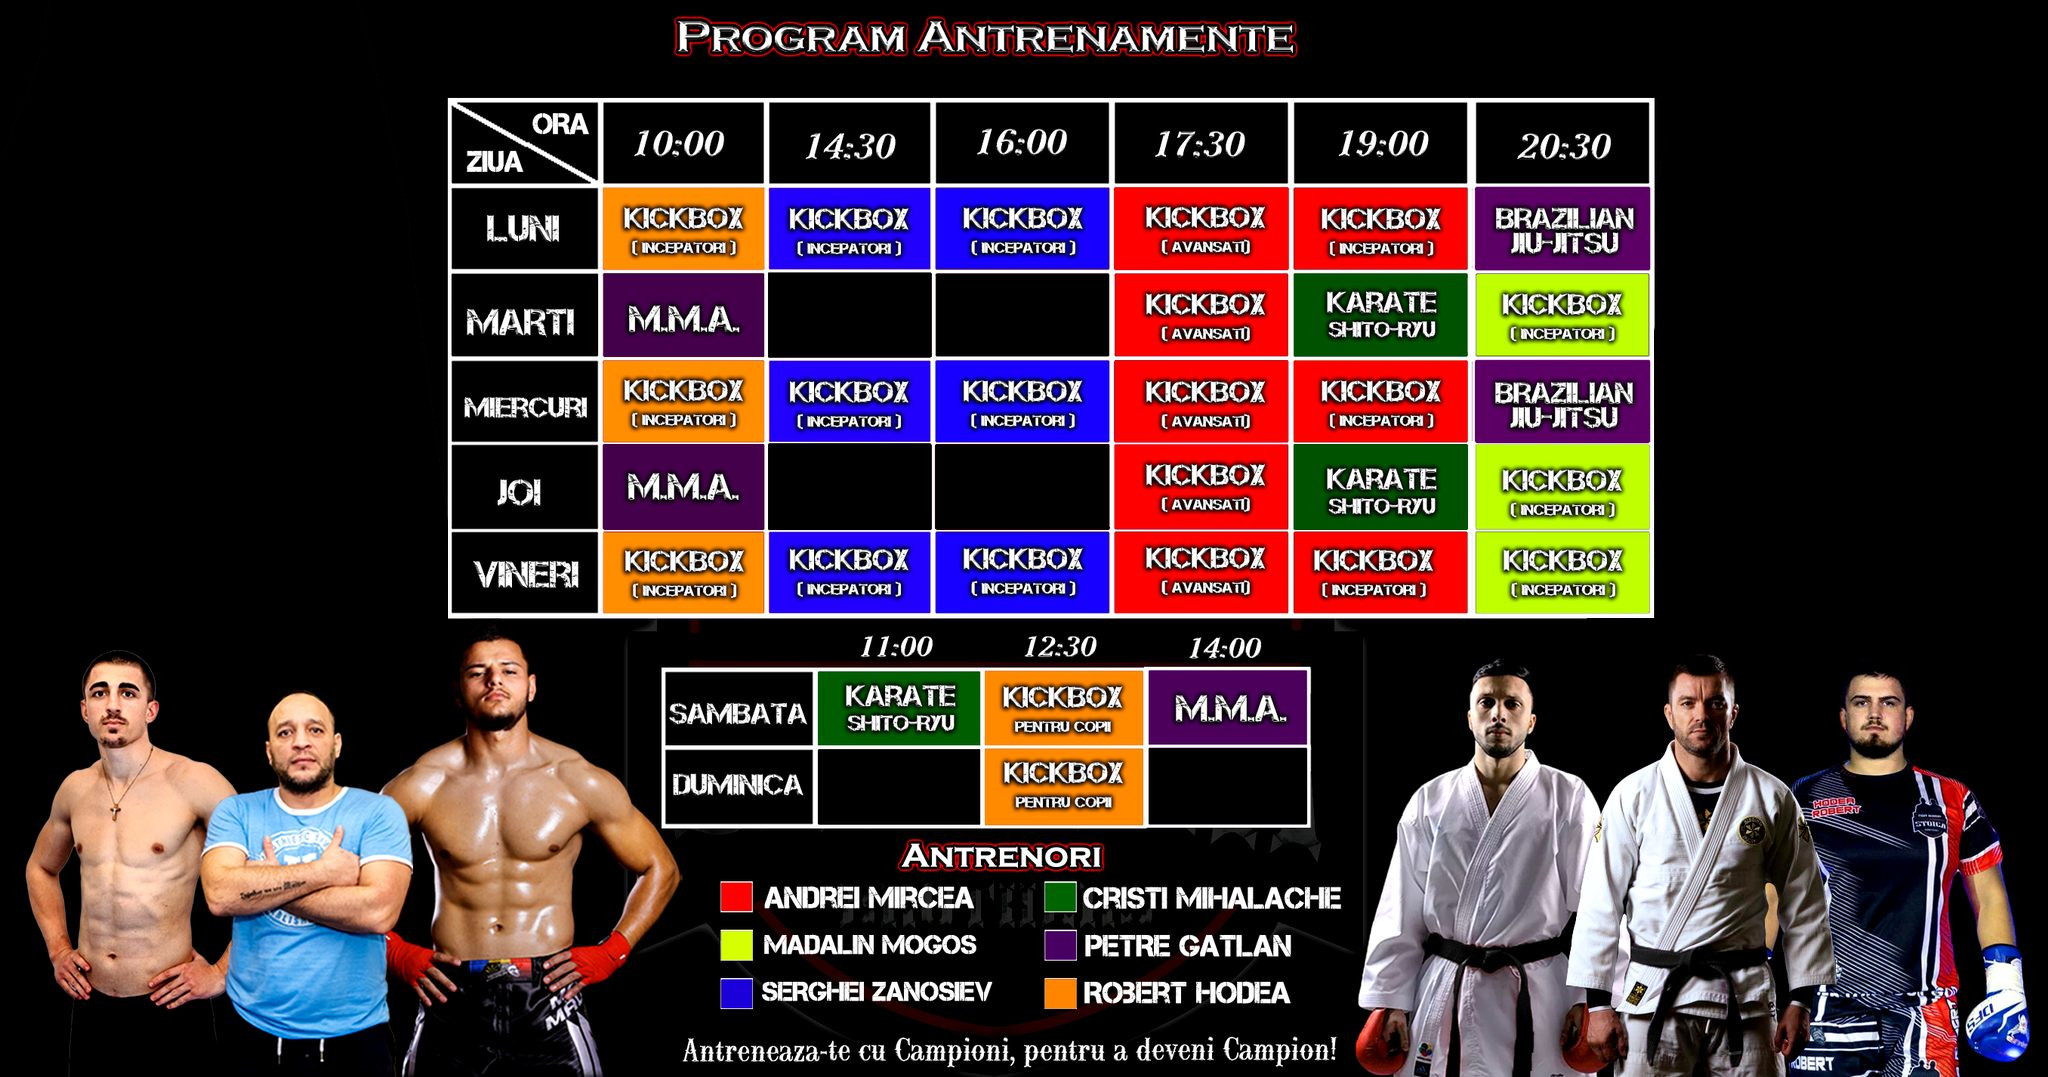 PROGRAM ANTRENAMENTE
ORA
ZIUA
10:00 14:30 16:00 17:30 19:00 20:30
LUNI
KICKBOX ( INCEPATORI )
KICKBOX ( INCEPATORI )
KICKBOX ( INCEPATORI )
KICKBOX ( AVANSATI)
KICKBOX ( INCEPATORI )
BRAZILIAN JIU-JITSU
MARTI
M.M.A.
KICKBOX ( AVANSATI)
KARATE SHITO-RYU
KICKBOX ( INCEPATORI )
MIERCURI
KICKBOX ( INCEPATORI )
KICKBOX ( INCEPATORI )
KICKBOX ( INCEPATORI )
KICKBOX ( AVANSATI)
KICKBOX ( INCEPATORI )
BRAZILIAN JIU-JITSU
JOI
M.M.A.
KICKBOX ( AVANSATI)
KARATE SHITO-RYU
KICKBOX ( INCEPATORI )
VINERI
KICKBOX ( INCEPATORI )
KICKBOX ( INCEPATORI )
KICKBOX ( INCEPATORI )
KICKBOX ( AVANSATI)
KICKBOX ( INCEPATORI )
KICKBOX ( INCEPATORI )
11:00 12:30 14:00
SAMBATA
KARATE SHITO-RYU
KICKBOX PENTRU COPII
M.M.A.
DUMINICA
KICKBOX PENTRU COPII
ANTRENORI
ANDREI MIRCEA
CRISTI MIHALACHE
MADALIN MOGOS
PETRE GATLAN
SERGHEI ZANOSIEV
ROBERT HODEA
Antreneaza-te cu Campioni, pentru a deveni Campion!
HODEA
ROBERT
STOICA
DFS
ROBERT